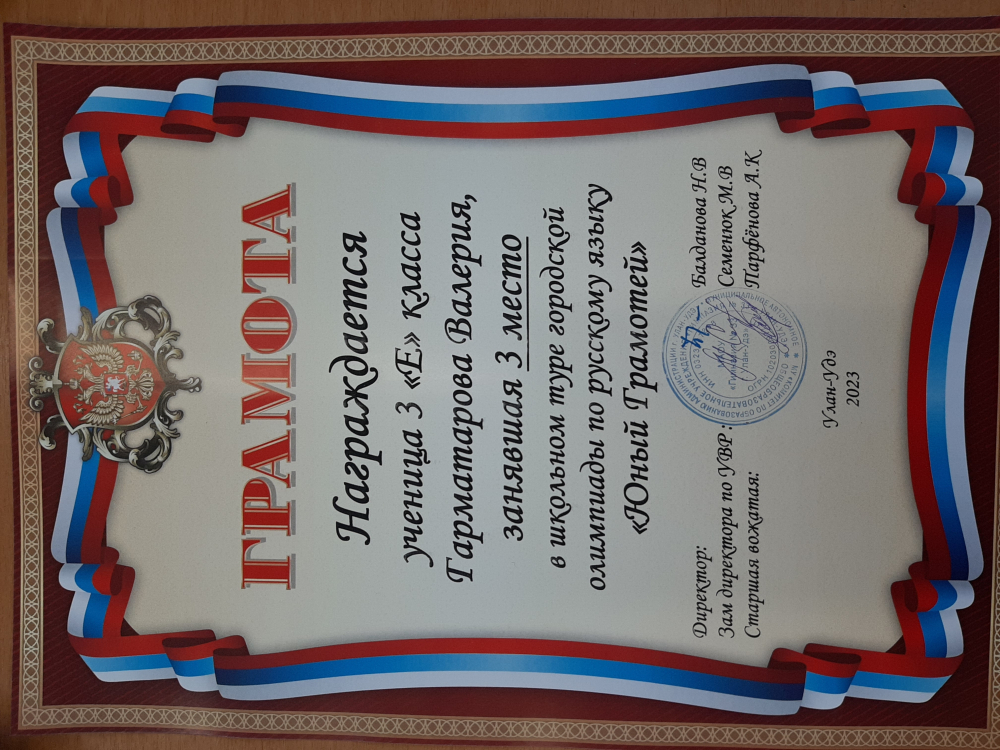 ГРАМОТА
Награждается
ученица 3 «Е» класса
Гарматарова Валерия,
занявшая 3 место
в школьном туре городской
олимпиады по русскому языку
«Юный Грамотей»
Директор: Балданова Н.В
Зам директора по УВР: Семенюк М.В
Старшая вожатая: Парфёнова А.К
Улан-Удэ
2023